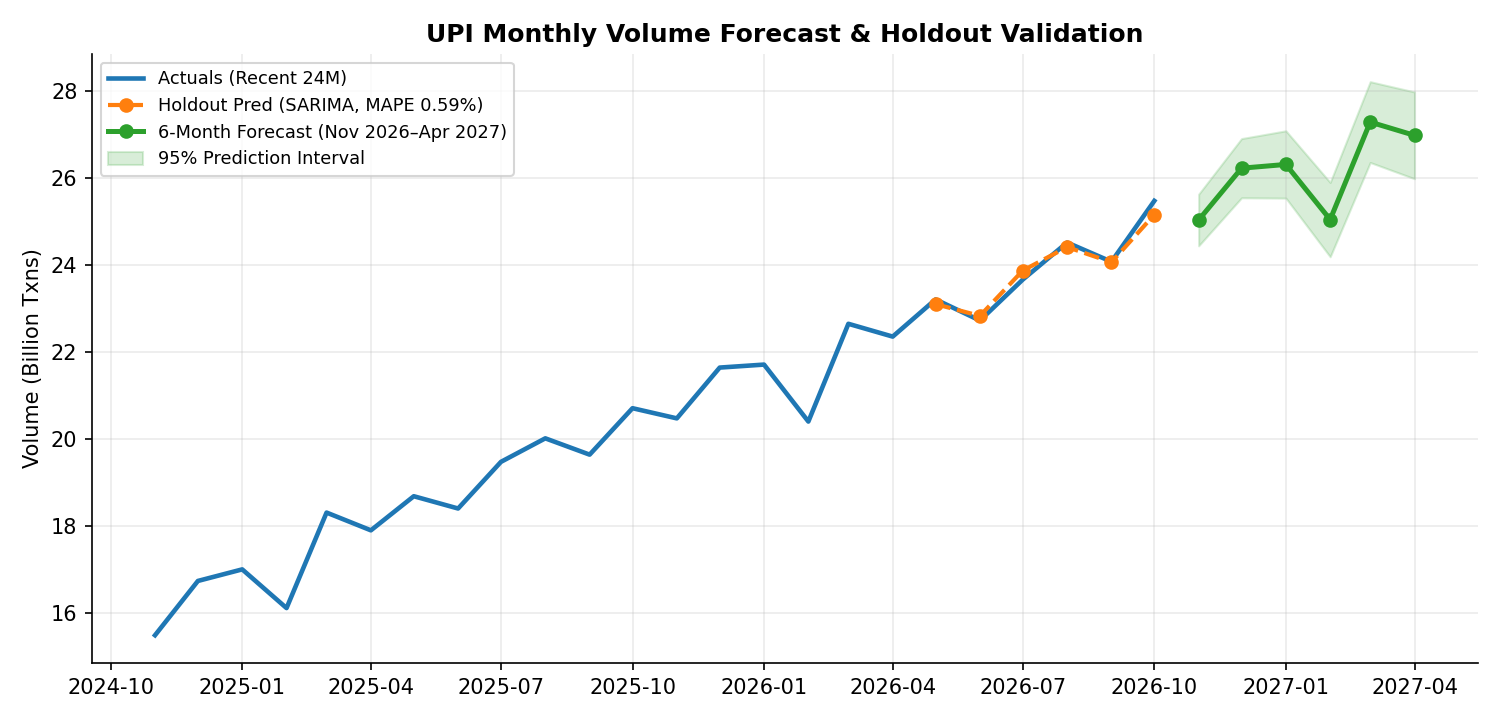 UPI Monthly Volume Forecast & Holdout Validation
Actuals (Recent 24M)
Holdout Pred (SARIMA, MAPE 0.59%)
6-Month Forecast (Nov 2026–Apr 2027)
95% Prediction Interval
Volume (Billion Txns)
28
26
24
22
20
18
16
2024-10 2025-01 2025-04 2025-07 2025-10 2026-01 2026-04 2026-07 2026-10 2027-01 2027-04